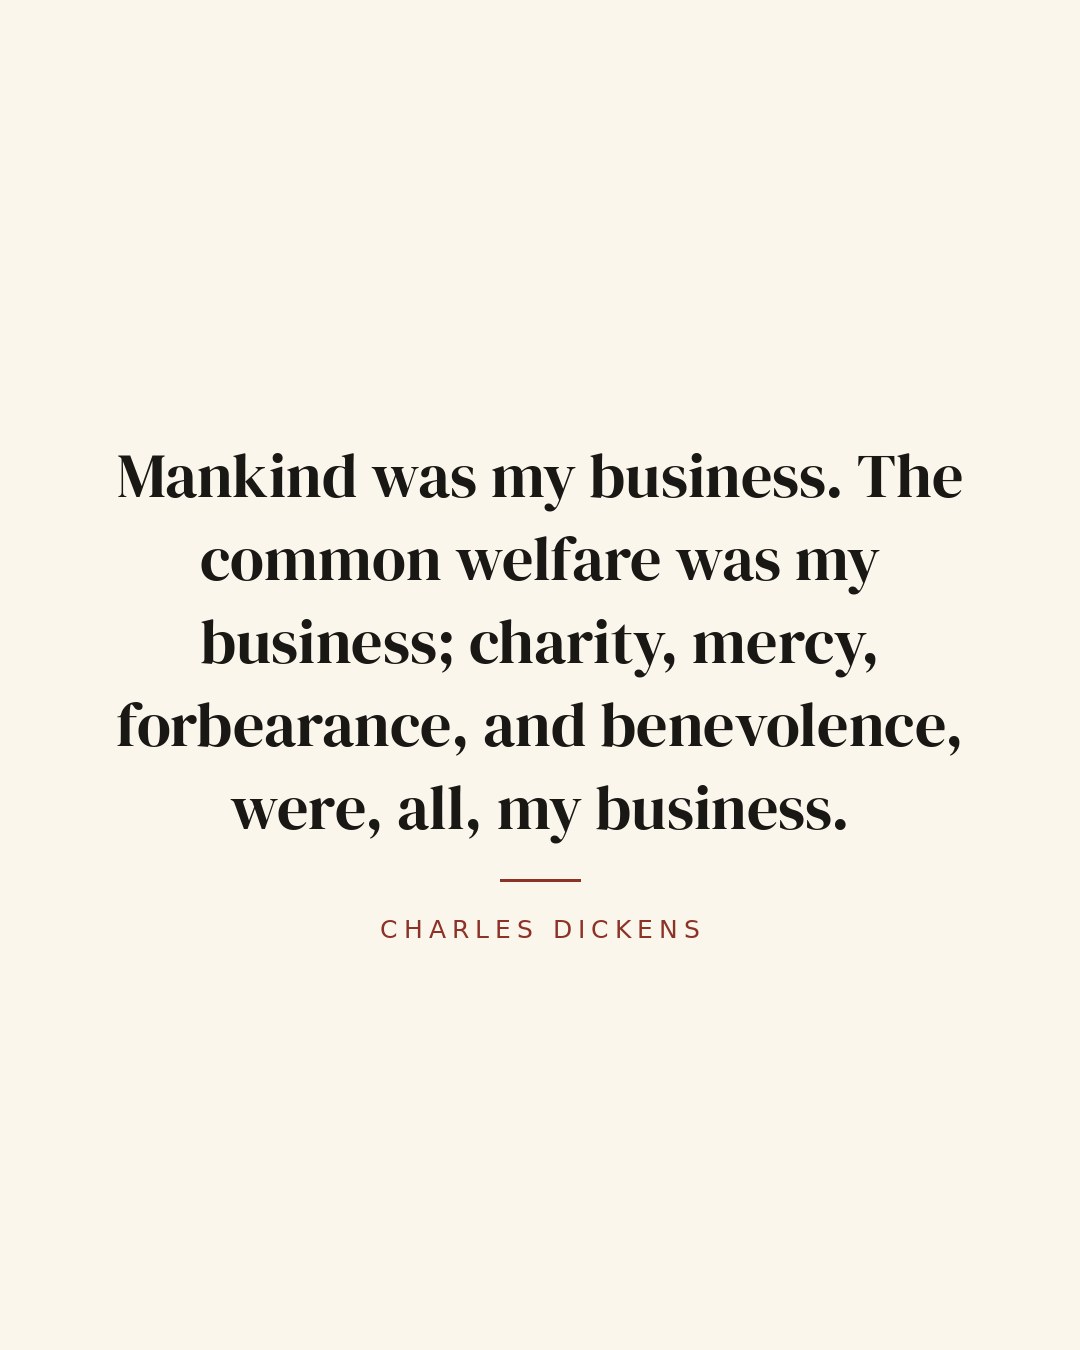 Mankind was my business. The
common welfare was my
business; charity, mercy,
forbearance, and benevolence,
were, all, my business.
CHARLES DICKENS